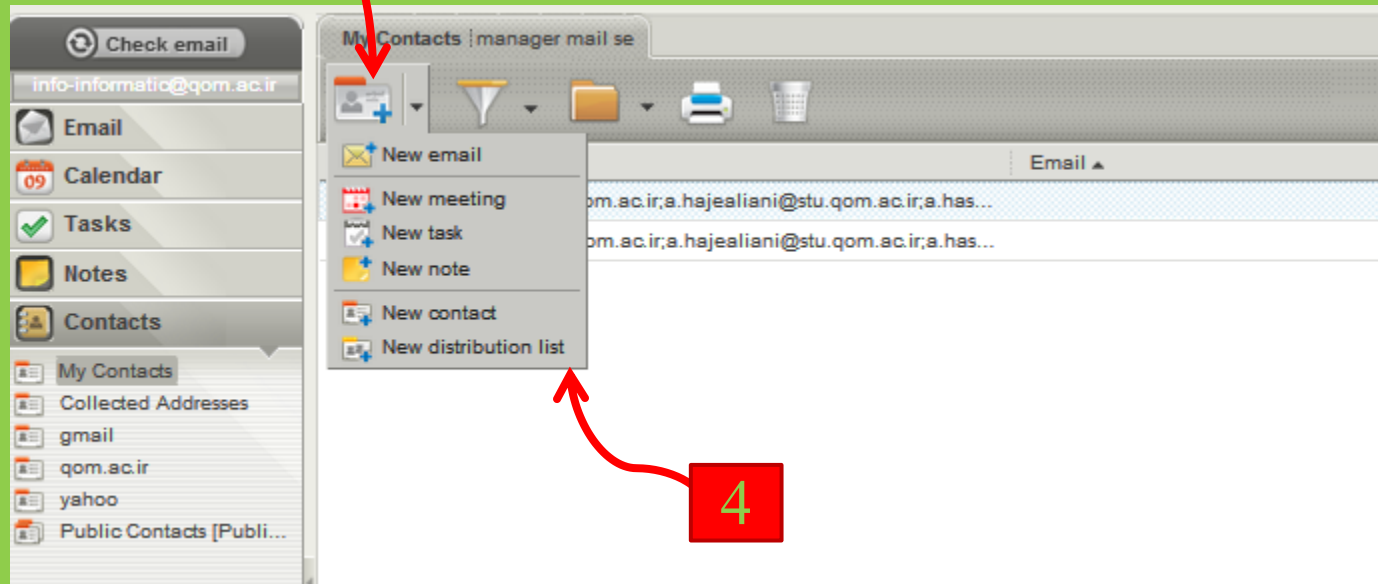 Check email
info-informatic@qom.ac.ir
Email
09
Calendar
Tasks
Notes
Contacts
My Contacts
Collected Addresses
gmail
qom.ac.ir
yahoo
Public Contacts [Publi...
My Contacts manager mail se
New email
New meeting
New task
New note
New contact
New distribution list
Email
om.ac.ir;a.hajealiani@stu.qom.ac.ir;a.has...
om.ac.ir;a.hajealiani@stu.qom.ac.ir;a.has...
4